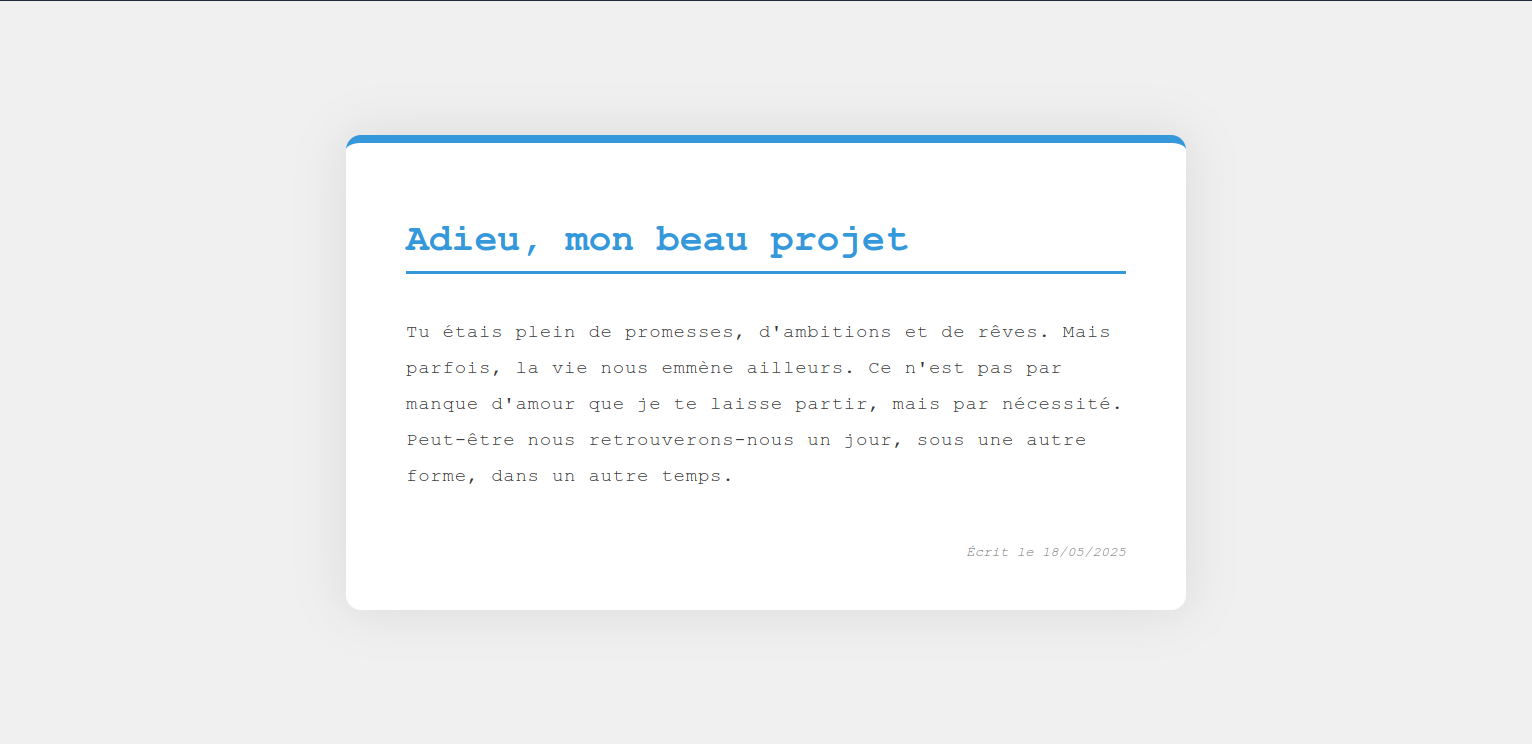 Adieu, mon beau projet
Tu étais plein de promesses, d'ambitions et de rêves. Mais
parfois, la vie nous emmène ailleurs. Ce n'est pas par
manque d'amour que je te laisse partir, mais par nécessité.
Peut-être nous retrouverons-nous un jour, sous une autre
forme, dans un autre temps.
Écrit le 18/05/2025